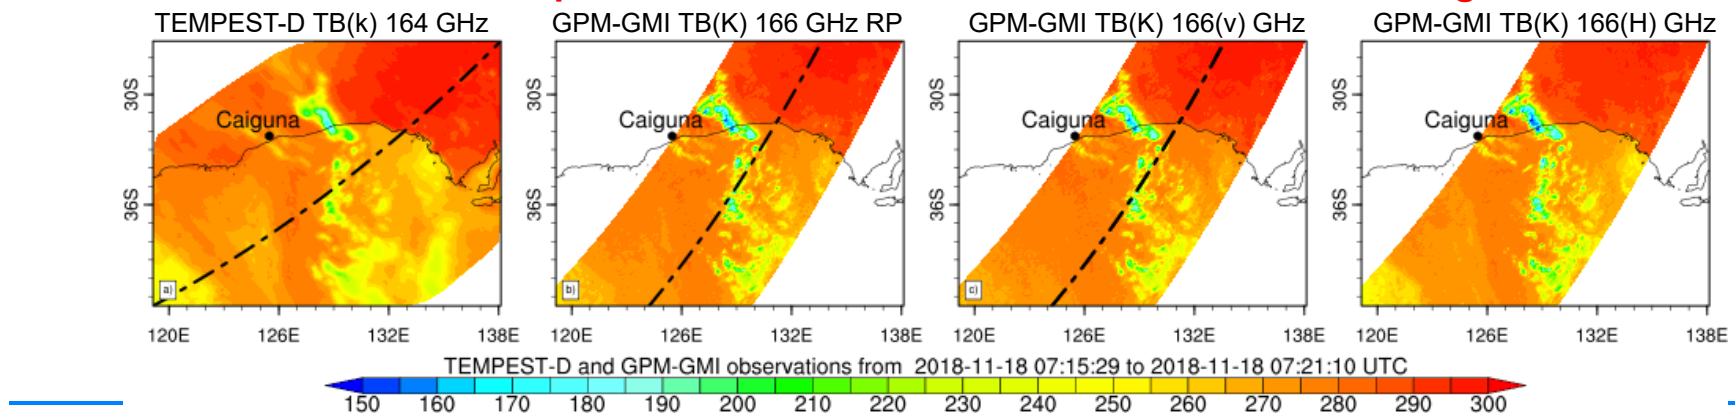 TEMPEST-D TB(k) 164 GHz
GPM-GMI TB(K) 166 GHz RP
GPM-GMI TB(K) 166(v) GHz
GPM-GMI TB(K) 166(H) GHz
30S
36S
Caiguna
a)
120E 126E 132E 138E
30S
36S
Caiguna
b)
120E 126E 132E 138E
30S
36S
Caiguna
c)
120E 126E 132E 138E
30S
36S
Caiguna
120E 126E 132E 138E
TEMPEST-D and GPM-GMI observations from 2018-11-18 07:15:29 to 2018-11-18 07:21:10 UTC
150 160 170 180 190 200 210 220 230 240 250 260 270 280 290 300